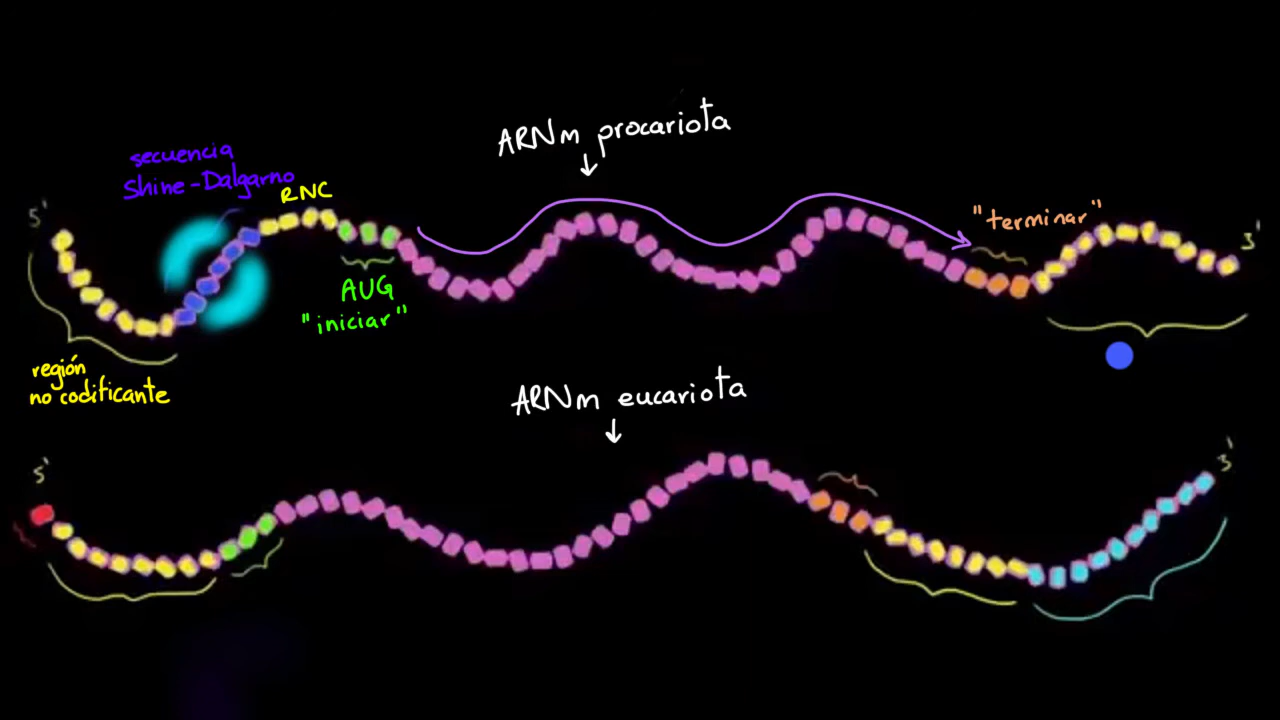 ARNm procariota
secuencia
Shine-Dalgarno
RNC
5'
"terminar"
3'
AUG
"iniciar"
región
no codificante
ARNm eucariota
5'
3'